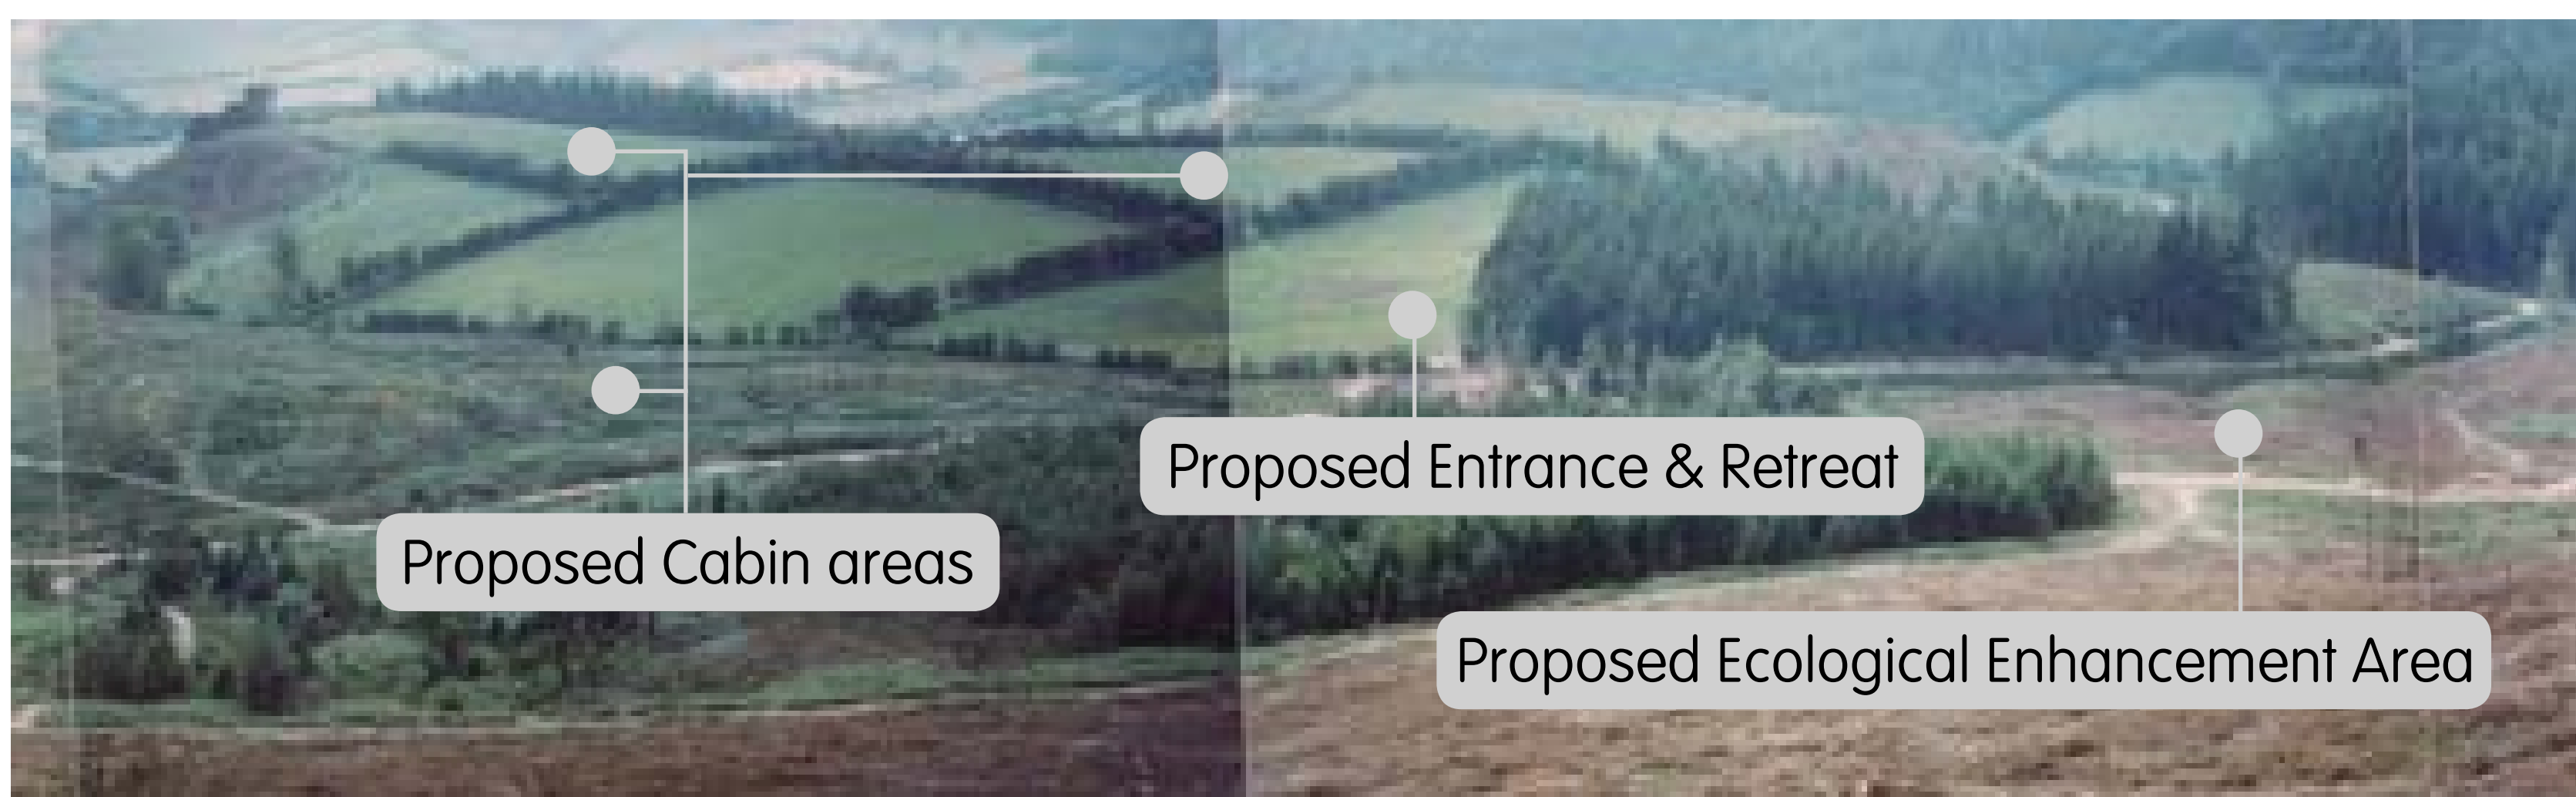 Proposed Entrance & Retreat
Proposed Cabin areas
Proposed Ecological Enhancement Area